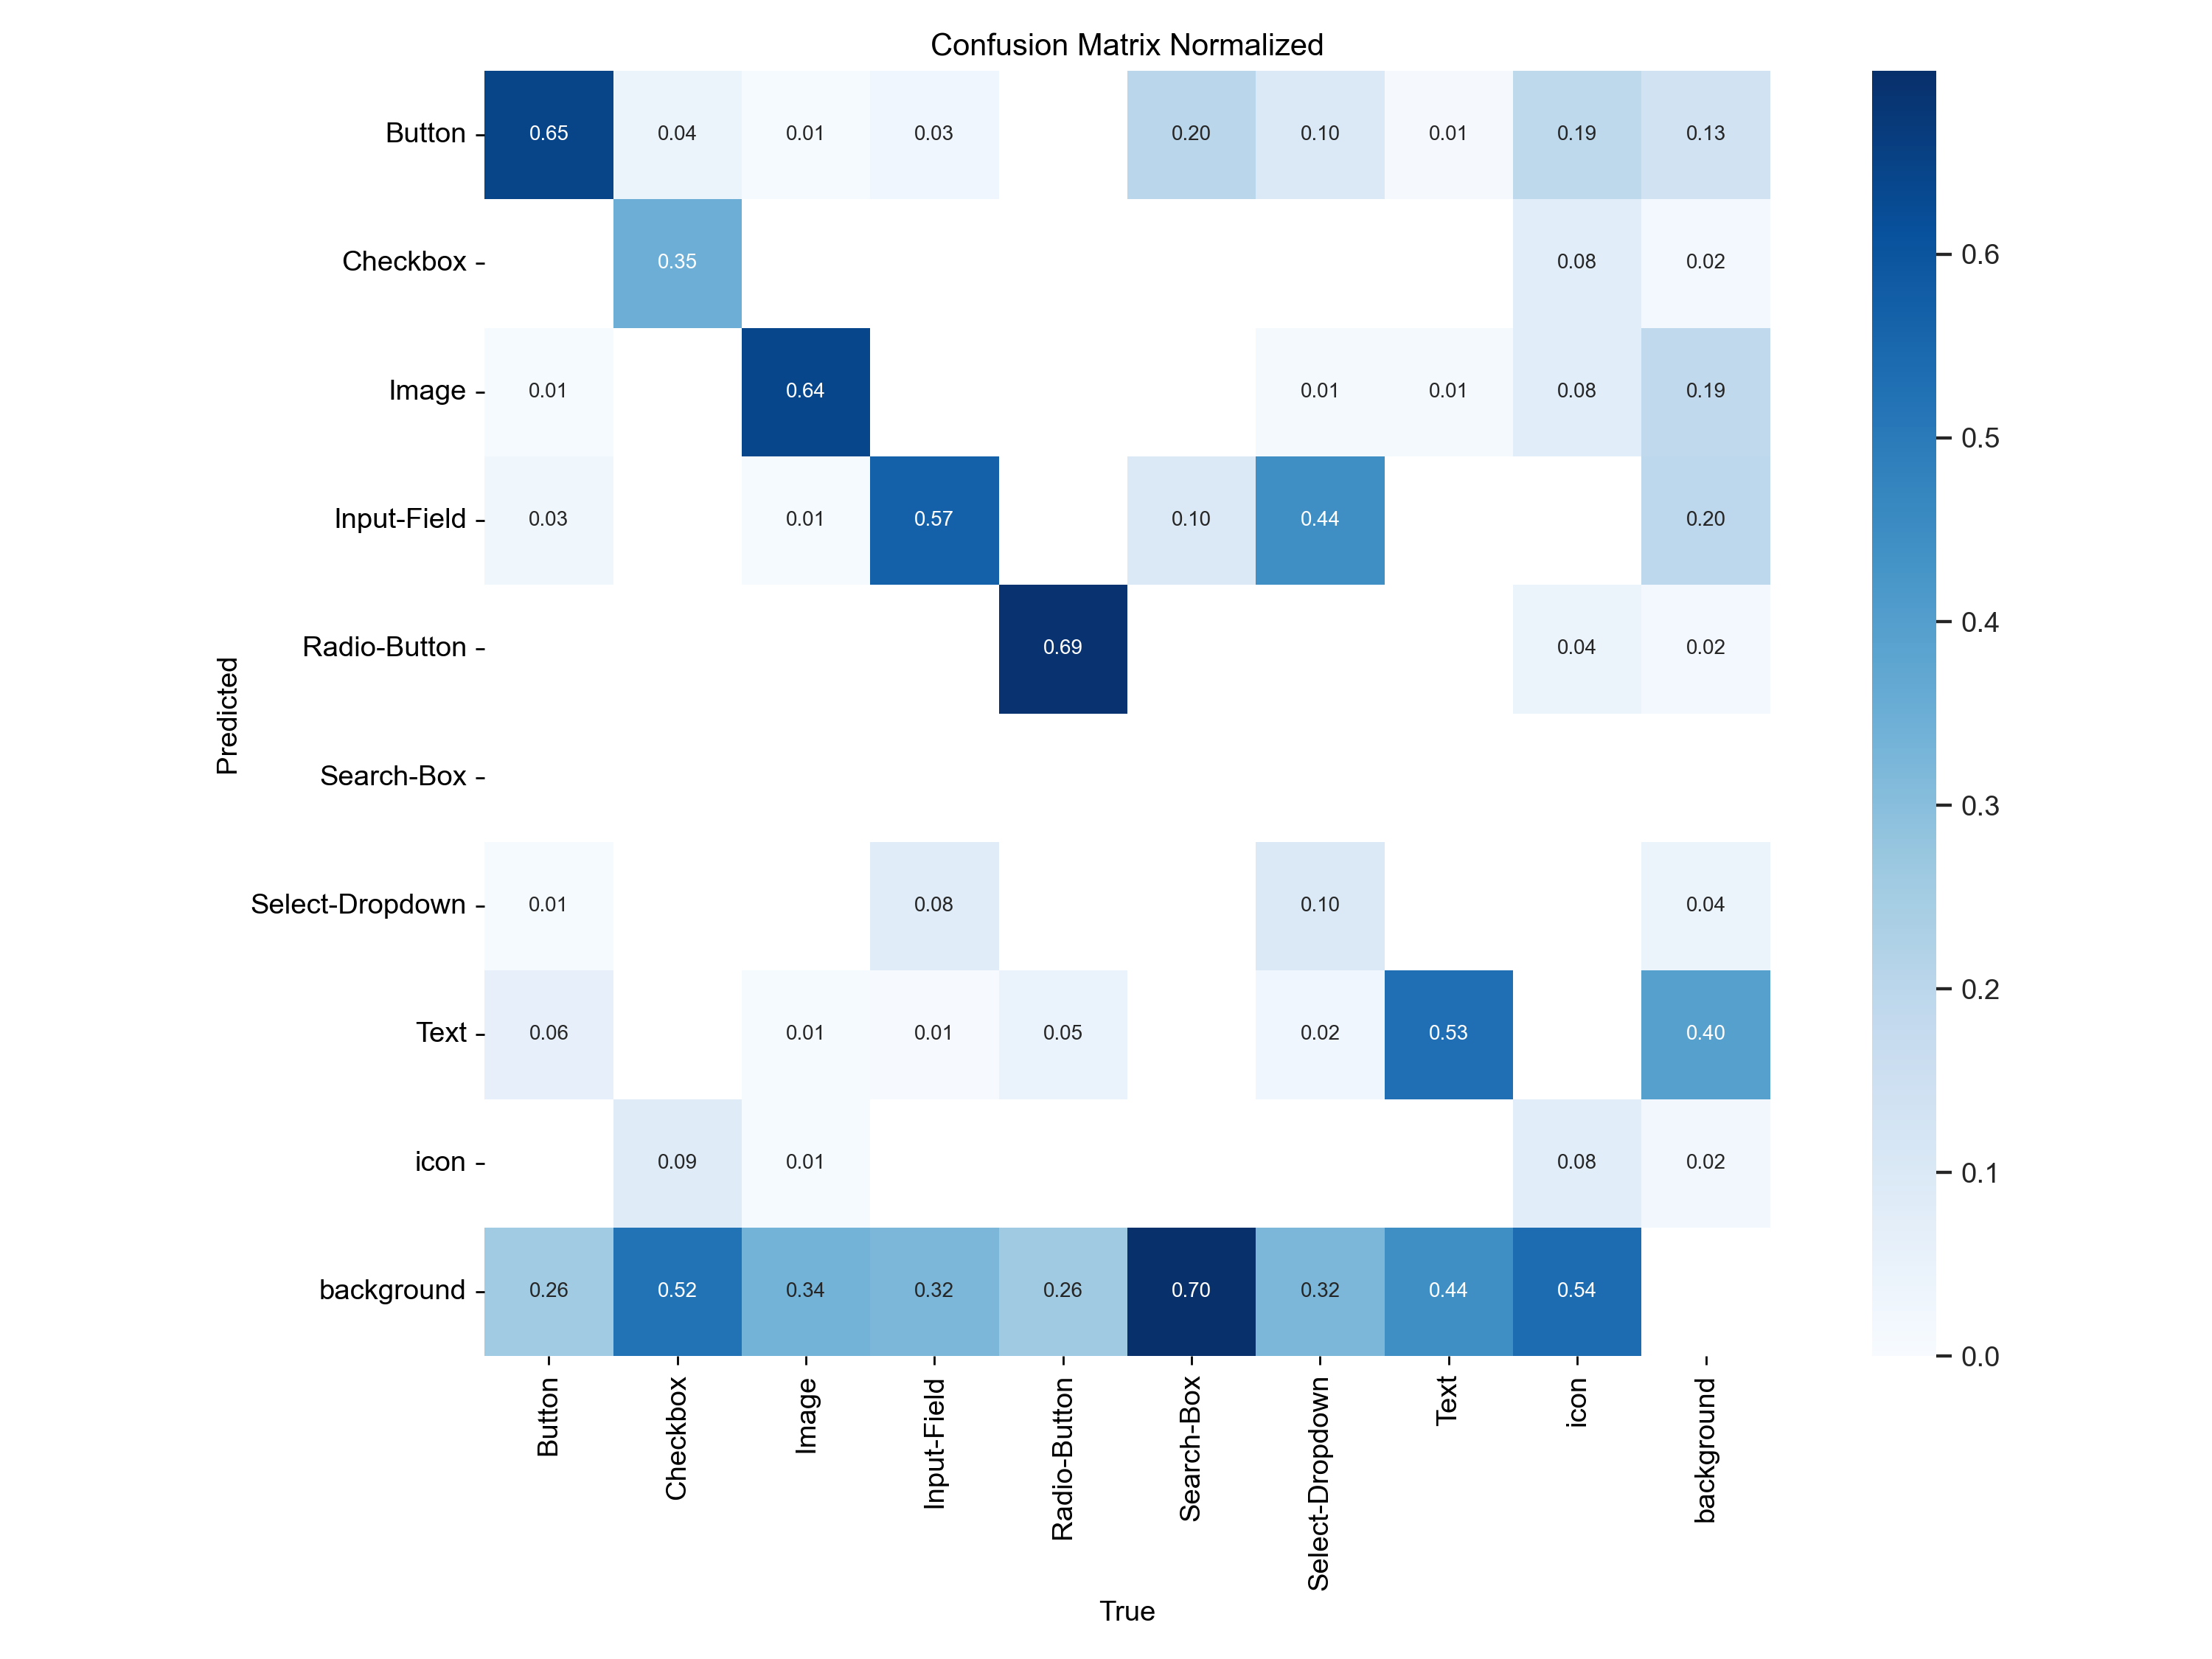 Confusion Matrix Normalized
Button 0.65 0.04 0.01 0.03 0.20 0.10 0.01 0.19 0.13
Checkbox 0.35 0.08 0.02
Image 0.01 0.64 0.01 0.01 0.08 0.19
Input-Field 0.03 0.01 0.57 0.10 0.44 0.20
Radio-Button 0.69 0.04 0.02
Search-Box
Select-Dropdown 0.01 0.08 0.10 0.04
Text 0.06 0.01 0.01 0.05 0.02 0.53 0.40
icon 0.09 0.01 0.08 0.02
background 0.26 0.52 0.34 0.32 0.26 0.70 0.32 0.44 0.54
Predicted
Button Checkbox Image Input-Field Radio-Button Search-Box Select-Dropdown Text icon background
True
0.6
0.5
0.4
0.3
0.2
0.1
0.0